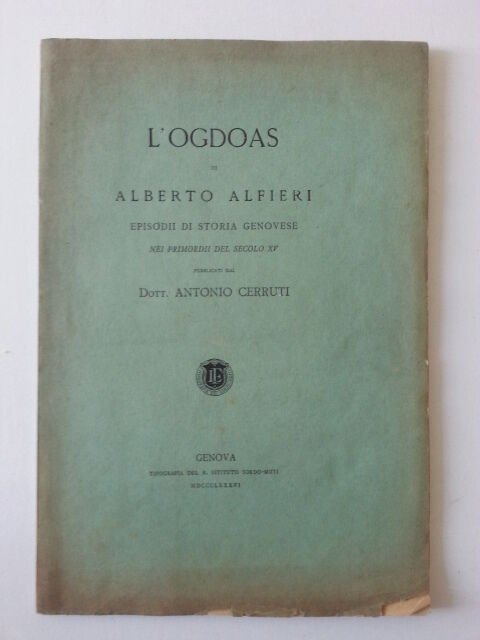 L'OGDOAS
DI
ALBERTO ALFIERI
EPISODII DI STORIA GENOVESE
NEI PRIMORDII DEL SECOLO XV
PUBBLICATI DAL
DOTT. ANTONIO CERRUTI
GENOVA
TIPOGRAFIA DEL R. ISTITUTO SORDO-MUTI
MDCCCLXXXVI